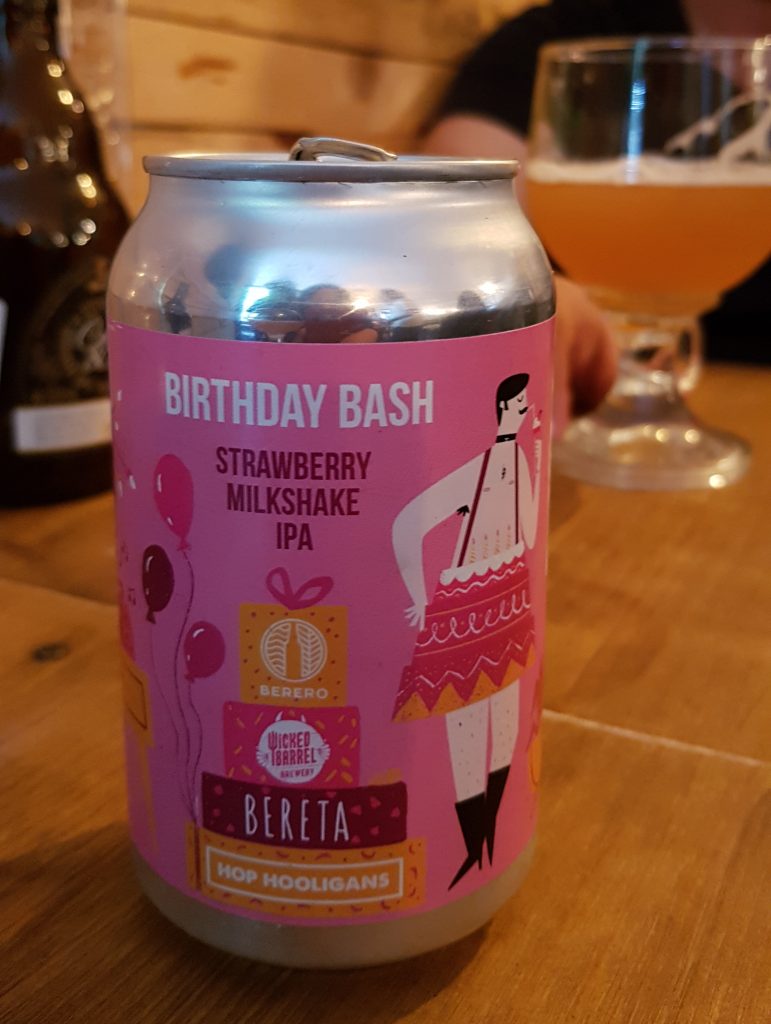 BIRTHDAY BASH
STRAWBERRY
MILKSHAKE
IPA
BERERO
WICKED
BARREL
BREWERY
BERETA
HOP HOOLIGANS